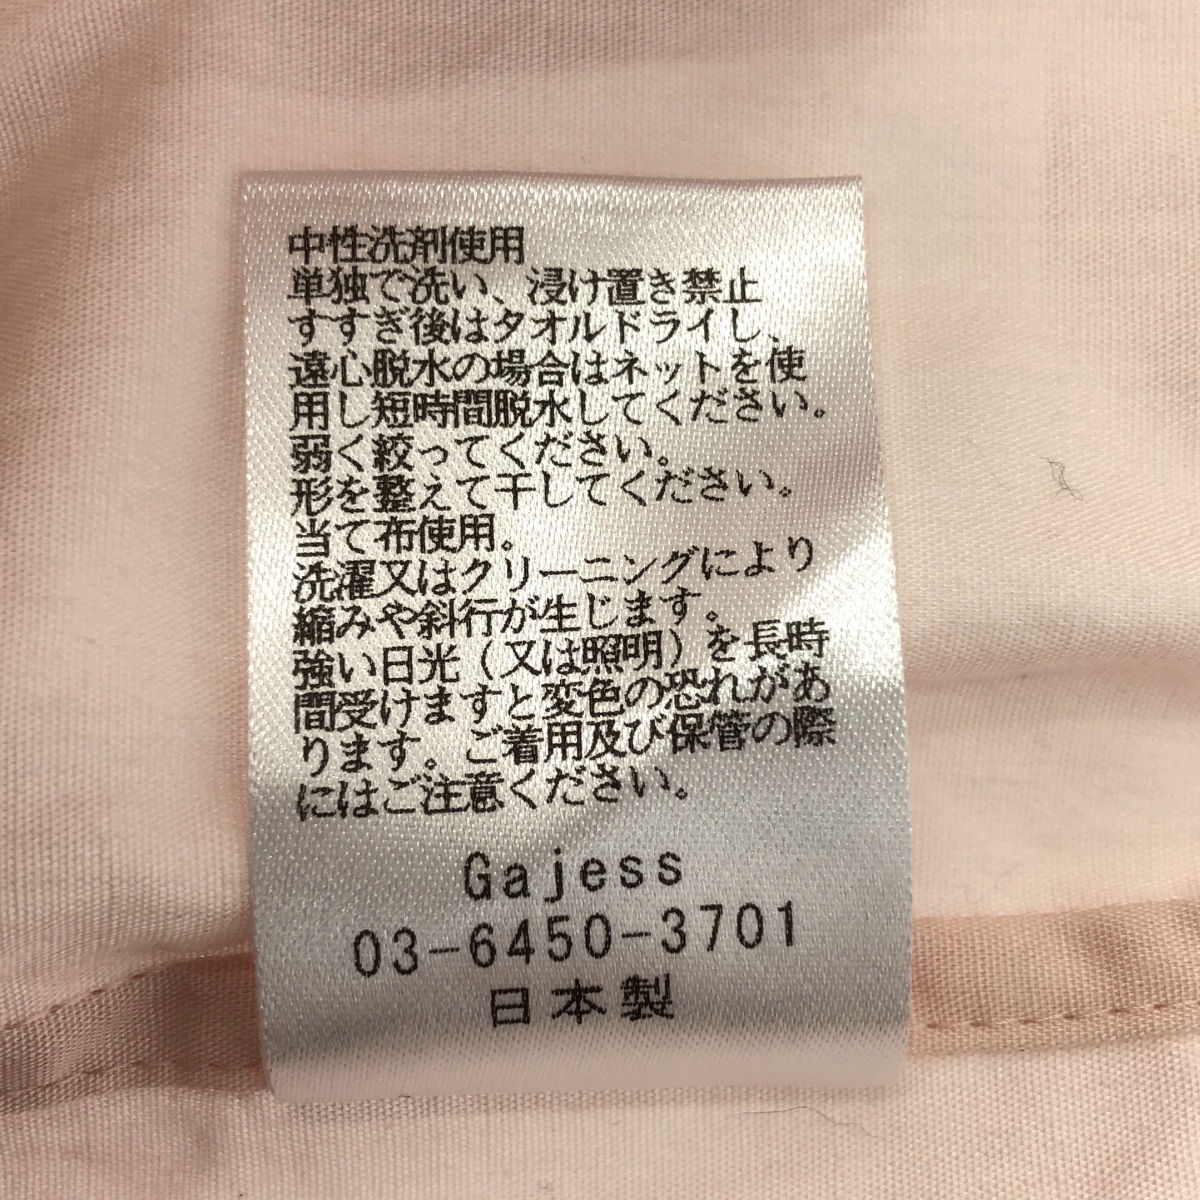 中性洗剤使用
単独で洗い、浸け置き禁止
すすぎ後はタオルドライし、
遠心脱水の場合はネットを使
用し短時間脱水してください。
弱く絞ってください。
形を整えて干してください。
当て布使用。
洗濯又はクリーニングにより
縮みや斜行が生じます。
強い日光（又は照明）を長時
間受けますと変色の恐れがあ
ります。ご着用及び保管の際
にはご注意ください。
Gajess
03-6450-3701
日本製